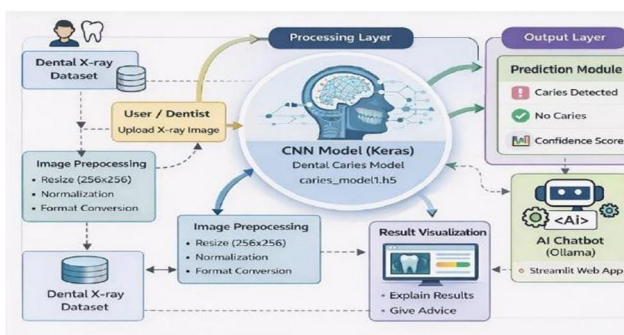 Processing Layer
Output Layer
Dental X-ray
Dataset
User / Dentist
Upload X-ray Image
Image Prepocessing
• Resize (256x256)
• Normalization
• Format Conversion
Dental X-ray
Dataset
Image Prepocessing
• Resize (256x256)
• Normalization
• Format Conversion
CNN Model (Keras)
Dental Caries Model
caries_model1.h5
Result Visualization
• Explain Results
• Give Advice
Prediction Module
Caries Detected
No Caries
Confidence Score
<Ai>
AI Chatbot
(Ollama)
Streamlit Web App